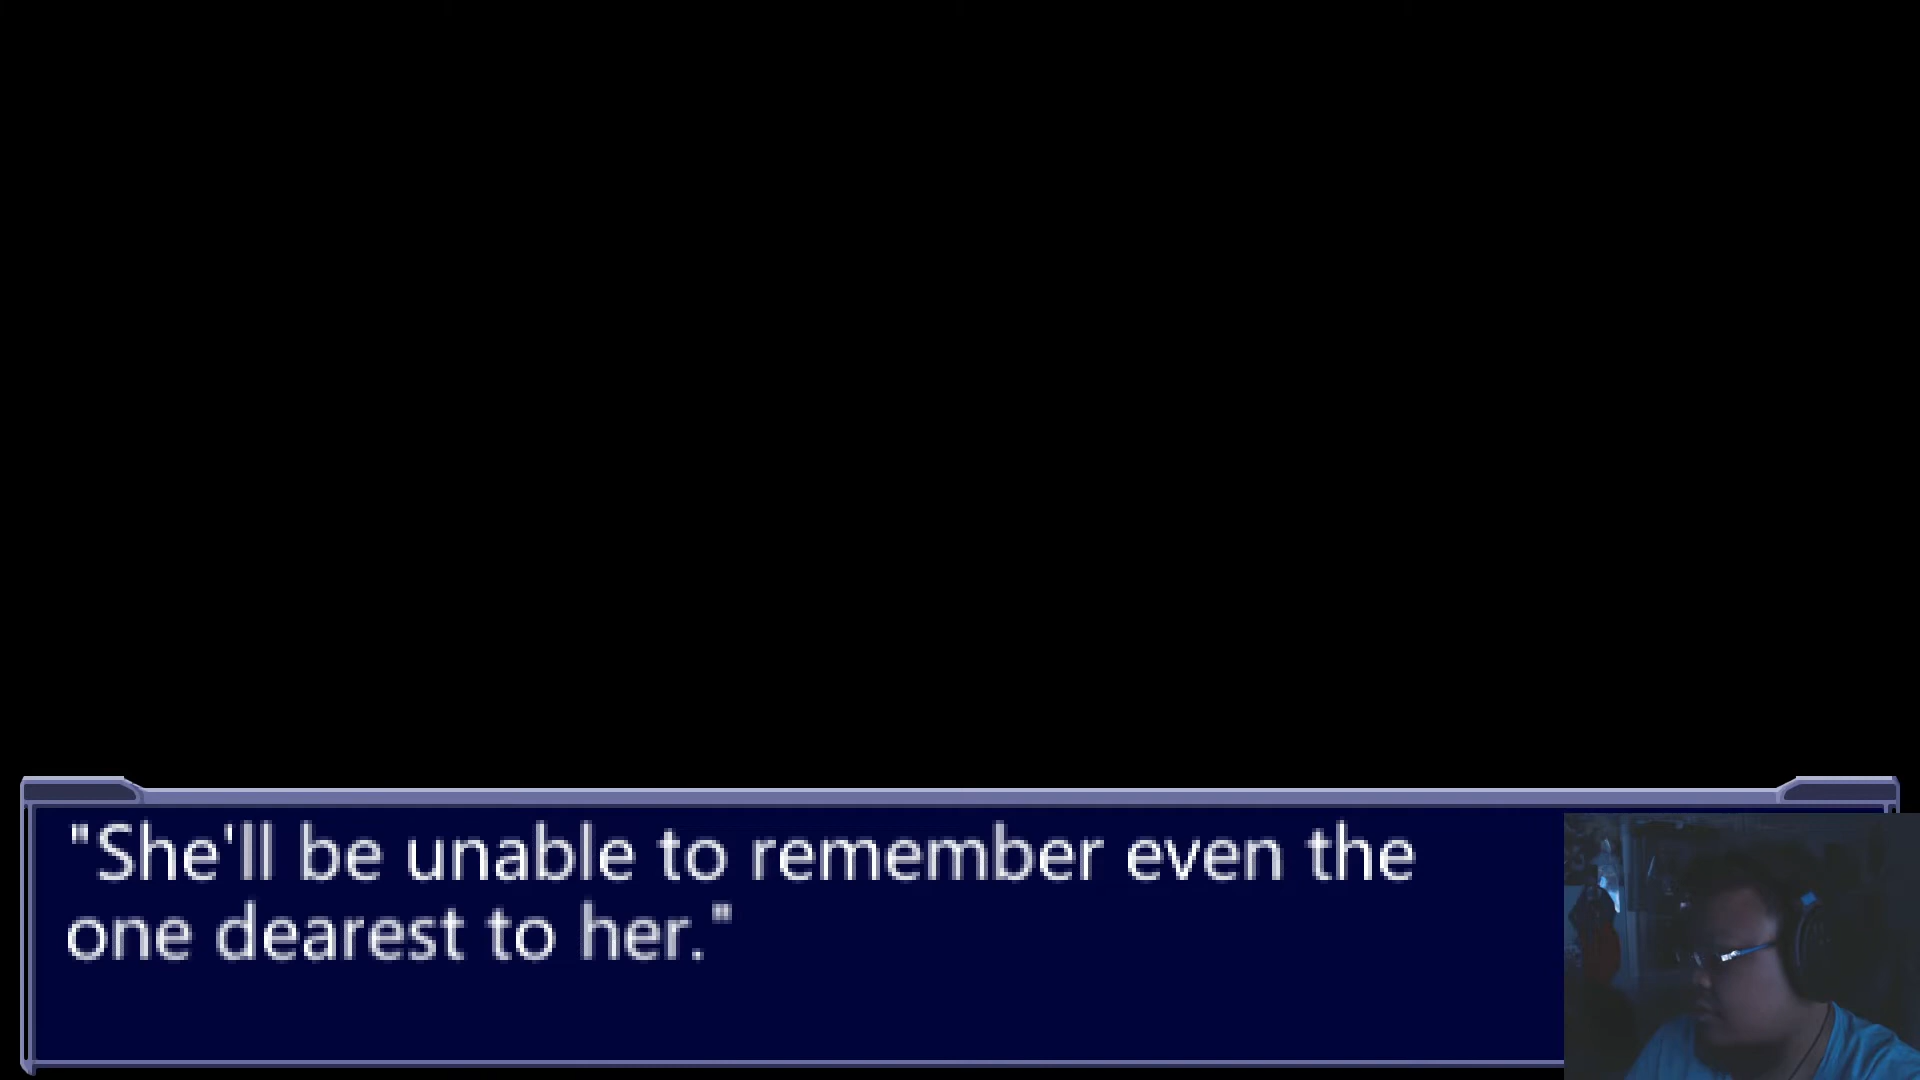 "She'll be unable to remember even the
one dearest to her."